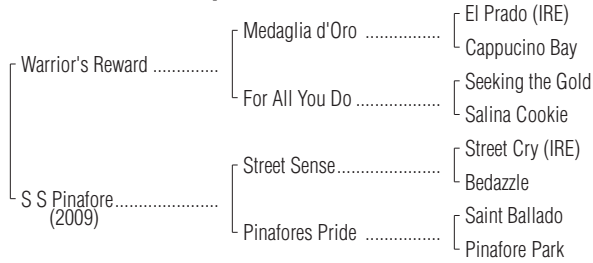 El Prado (IRE)
Medaglia d'Oro ................
Cappucino Bay
Warrior's Reward ..............
Seeking the Gold
For All You Do ..................
Salina Cookie
Street Cry (IRE)
Street Sense......................
Bedazzle
S S Pinafore......................
(2009)
Saint Ballado
Pinafores Pride ................
Pinafore Park